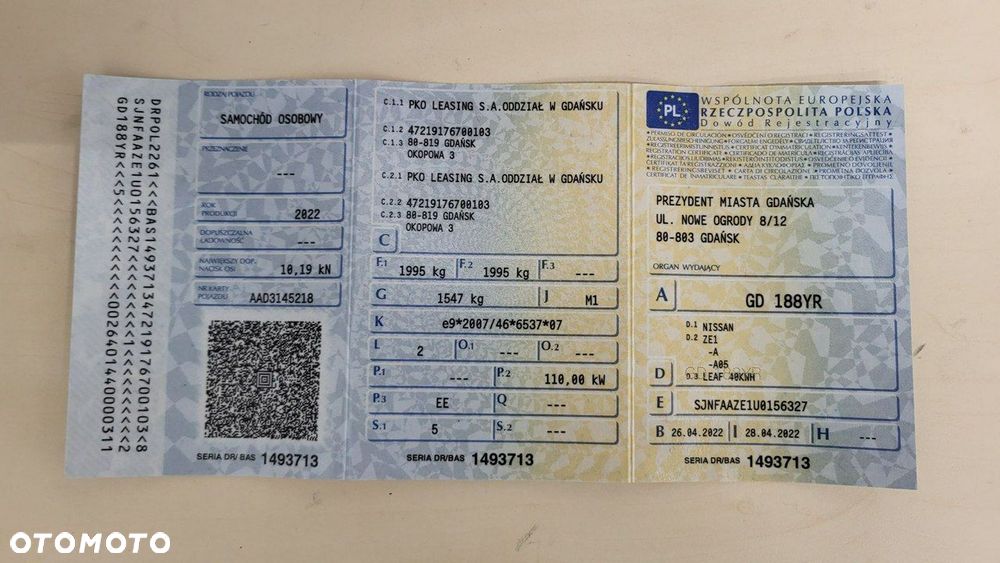 DRPOL2261<<BAS14937134721917670010З<8
SJNFAAZE1U0156327<<<<<<<<1<<<<<<<<<2
GD188YR<<5<<<<<<<<0026401440000311
RODZAJ POJAZDU
SAMOCHÓD OSOBOWY
PRZEZNACZENIE
---
ROK PRODUKCJI 2022
DOPUSZCZALNA ŁADOWNOŚĆ ---
NAJWIĘKSZY DOP. NACISK OSI 10,19 kN
NR KARTY POJAZDU AAD3145218
SERIA DR/BAS 1493713
C.1.1 PKO LEASING S.A.ODDZIAŁ W GDAŃSKU
C.1.2 47219176700103
C.1.3 80-819 GDAŃSK
OKOPOWA 3
C.2.1 PKO LEASING S.A.ODDZIAŁ W GDAŃSKU
C.2.2 47219176700103
C.2.3 80-819 GDAŃSK
OKOPOWA 3
C
F.1 1995 kg F.2 1995 kg F.3 ---
G 1547 kg J M1
K e9*2007/46*6537*07
L 2 O.1 --- O.2 ---
P.1 --- P.2 110,00 kW
P.3 EE Q ---
S.1 5 S.2 ---
SERIA DR/BAS 1493713
PL
WSPÓLNOTA EUROPEJSKA
RZECZPOSPOLITA POLSKA
Dowód Rejestracyjny
PREZYDENT MIASTA GDAŃSKA
UL. NOWE OGRODY 8/12
80-803 GDAŃSK
ORGAN WYDAJĄCY
A GD 188YR
D.1 NISSAN
D.2 ZE1
-A
-A05
D D.3 LEAF 40KWH
E SJNFAAZE1U0156327
B 26.04.2022 I 28.04.2022 H ---
SERIA DR/BAS 1493713
OTOMOTO